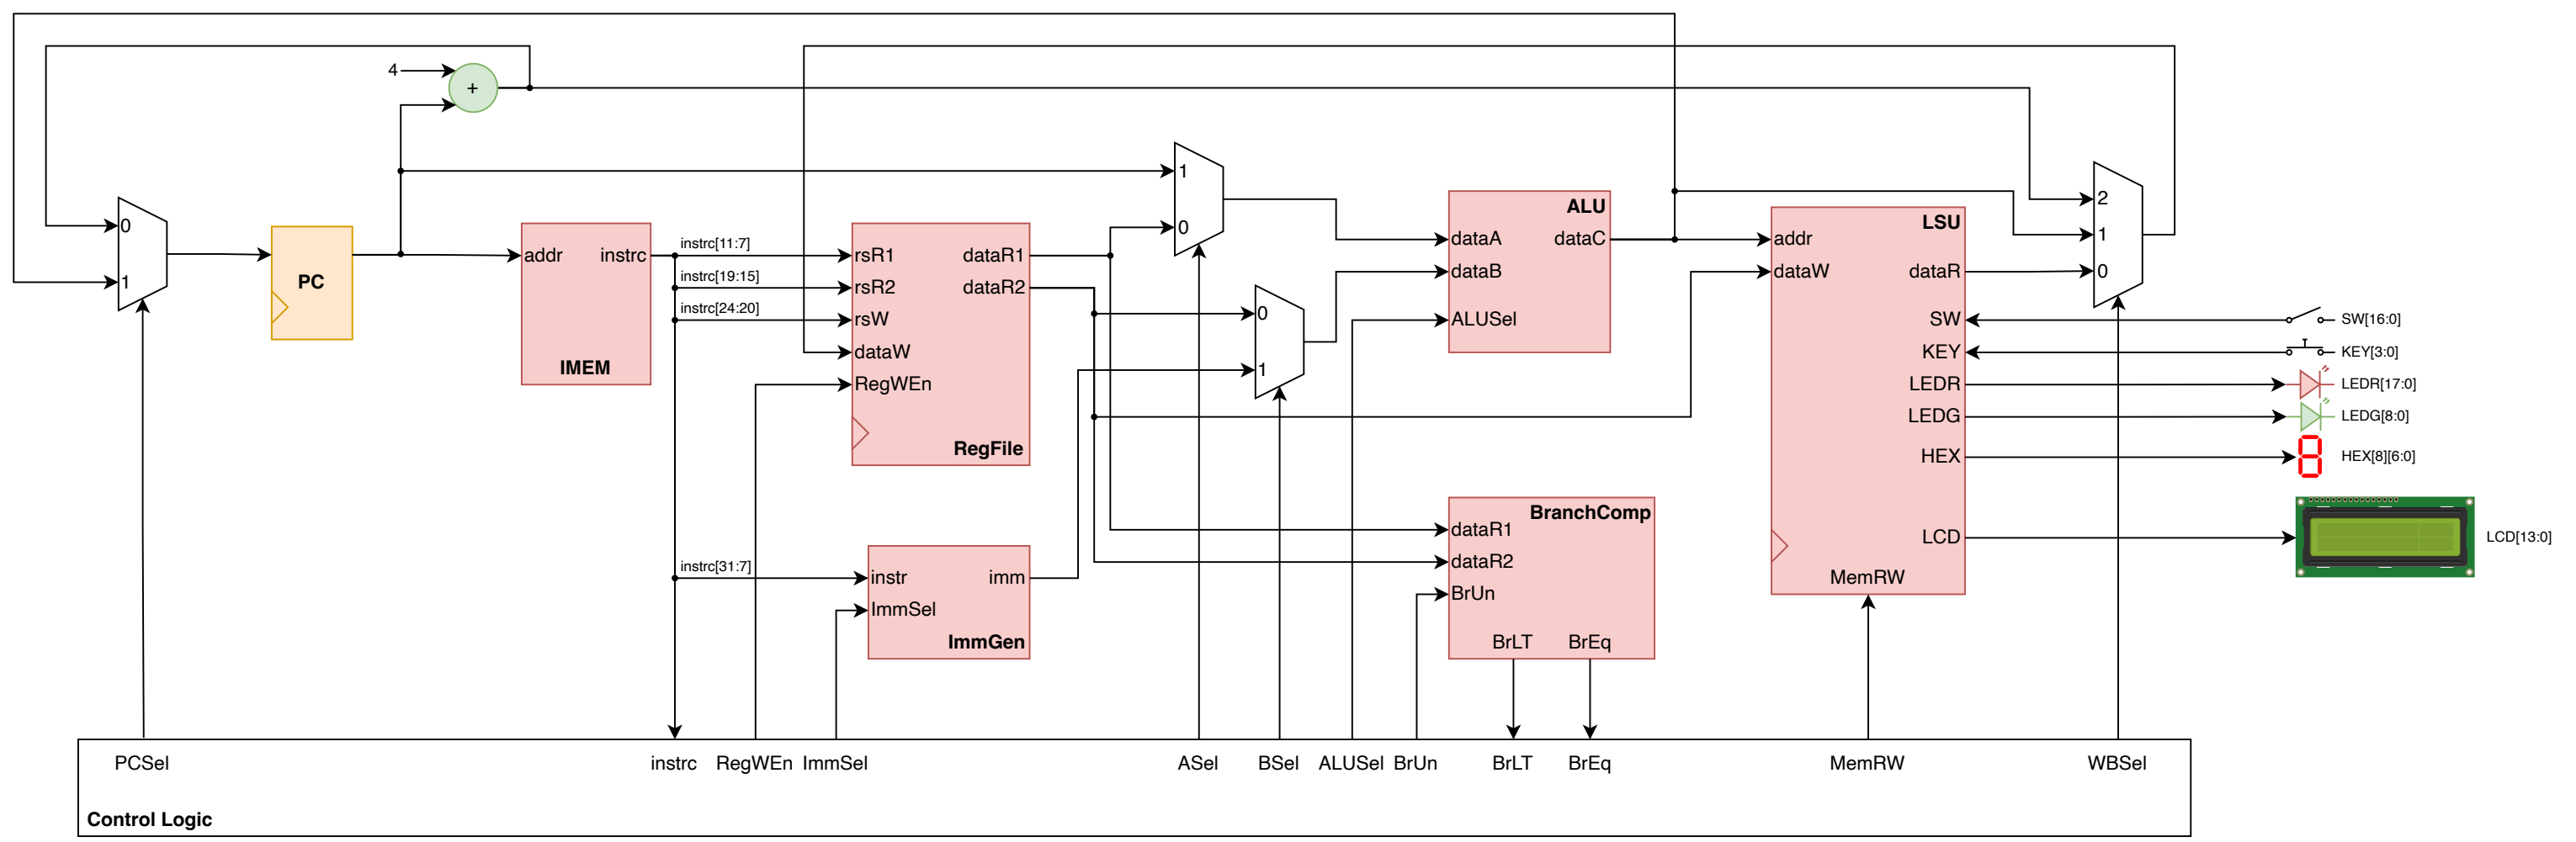 4
+
1
0
0
1
PC
addr
instrc
IMEM
instrc[11:7]
instrc[19:15]
instrc[24:20]
rsR1
rsR2
rsW
dataW
RegWEn
dataR1
dataR2
RegFile
0
1
ALU
dataA
dataB
ALUSel
dataC
LSU
addr
dataW
dataR
SW
KEY
LEDR
LEDG
HEX
LCD
MemRW
2
1
0
SW[16:0]
KEY[3:0]
LEDR[17:0]
LEDG[8:0]
HEX[8][6:0]
LCD[13:0]
instrc[31:7]
instr
imm
ImmSel
ImmGen
BranchComp
dataR1
dataR2
BrUn
BrLT BrEq
PCSel instrc RegWEn ImmSel ASel BSel ALUSel BrUn BrLT BrEq MemRW WBSel
Control Logic